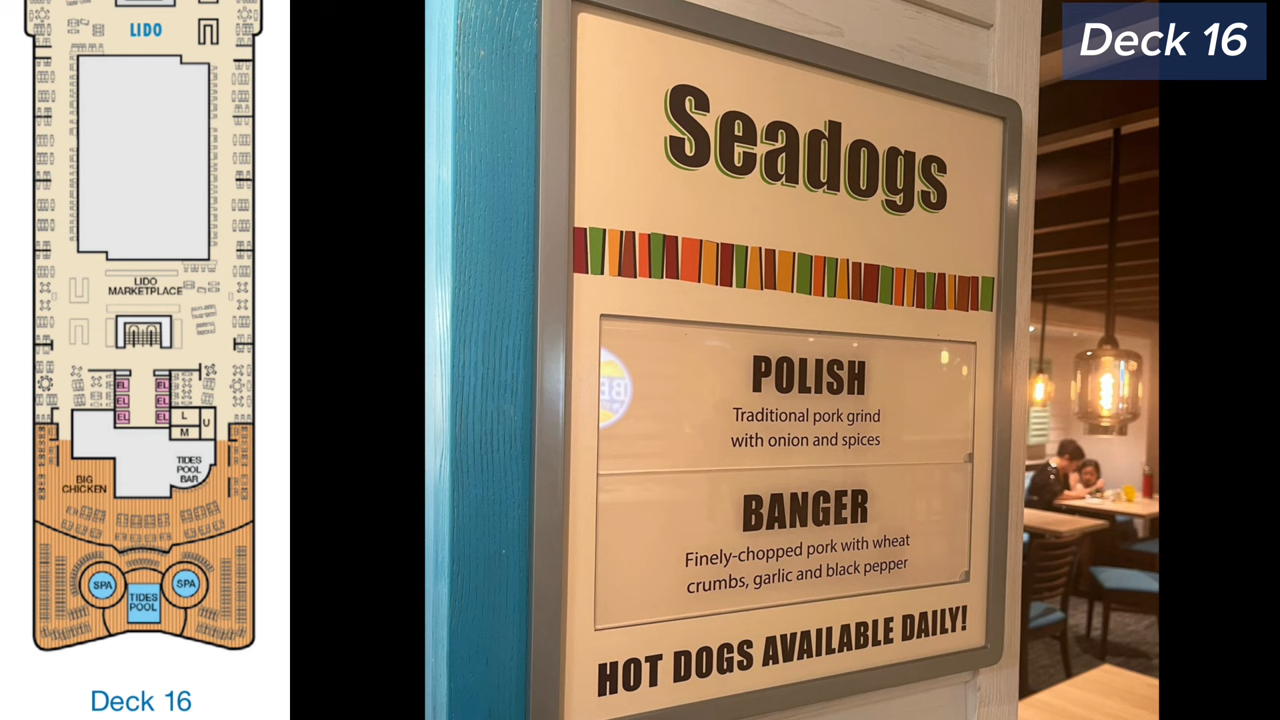 LIDO
LIDO
MARKETPLACE
EL
EL
EL
EL
EL
EL
L
U
M
TIDES
POOL
BAR
BIG
CHICKEN
SPA
SPA
TIDES
POOL
Deck 16
Deck 16
Seadogs
POLISH
Traditional pork grind
with onion and spices
BANGER
Finely-chopped pork with wheat
crumbs, garlic and black pepper
HOT DOGS AVAILABLE DAILY!